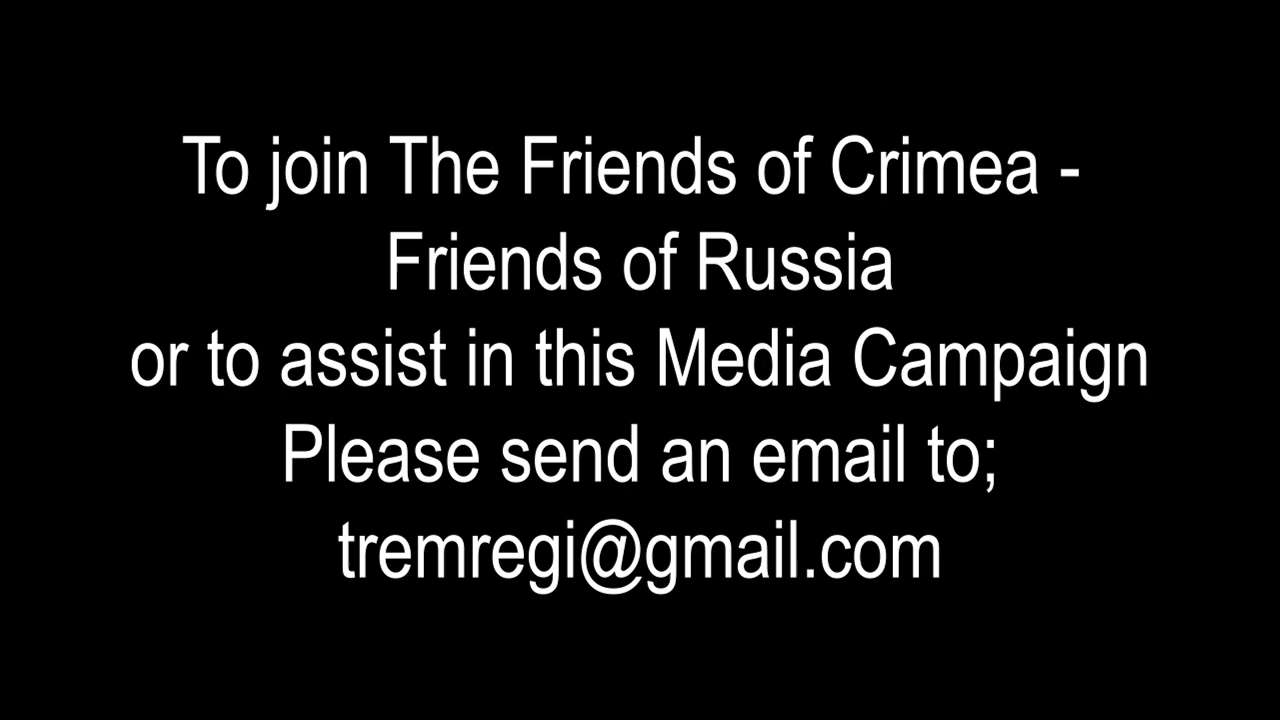 To join The Friends of Crimea -
Friends of Russia
or to assist in this Media Campaign
Please send an email to;
tremregi@gmail.com